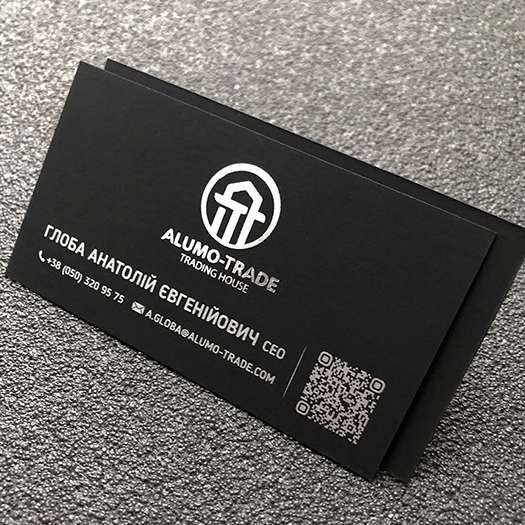 ALUMO-TRADE
TRADING HOUSE
ГЛОБА АНАТОЛІЙ ЄВГЕНІЙОВИЧ CEO
+38 (050) 320 95 75 A.GLOBA@ALUMO-TRADE.COM